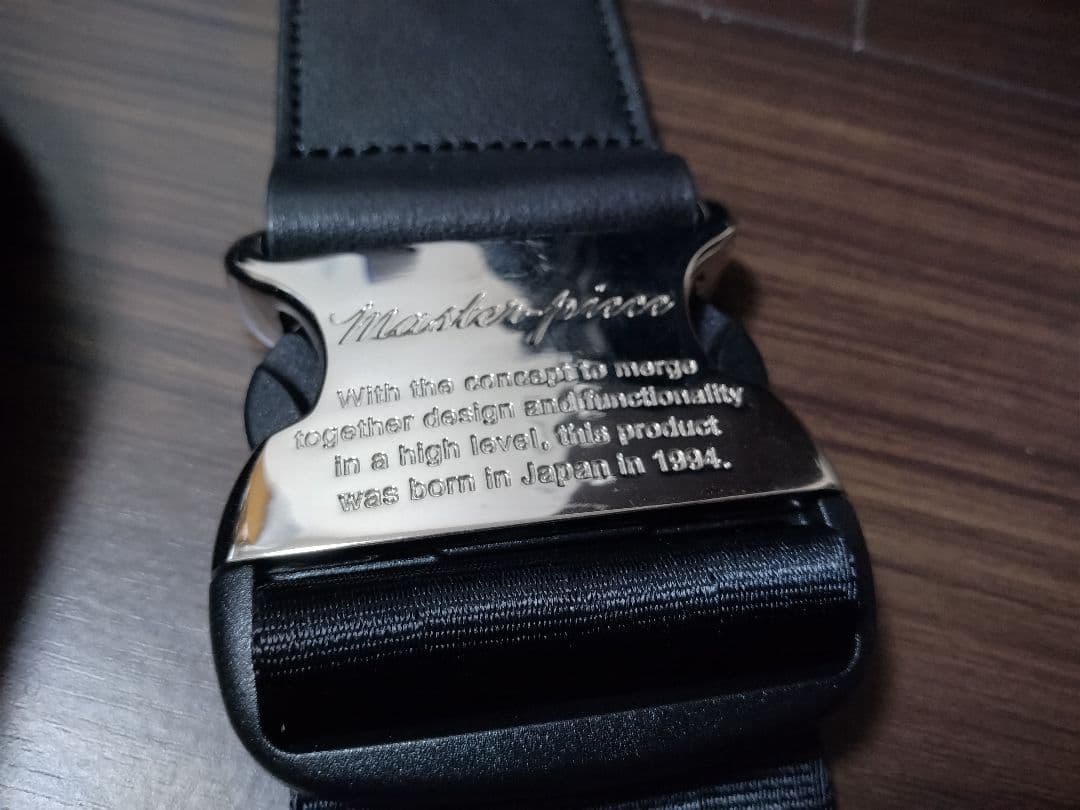 Master-piece
With the concept to merge
together design and functionality
in a high level, this product
was born in Japan in 1994.